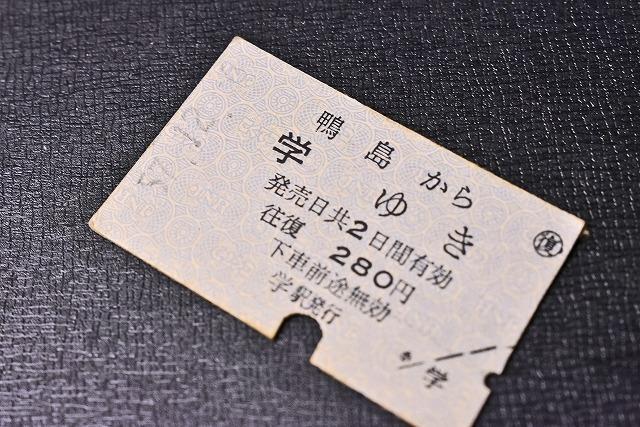 鴨島から
学ゆき
復
発売日共2日間有効
往復 280円
下車前途無効
学駅発行
学